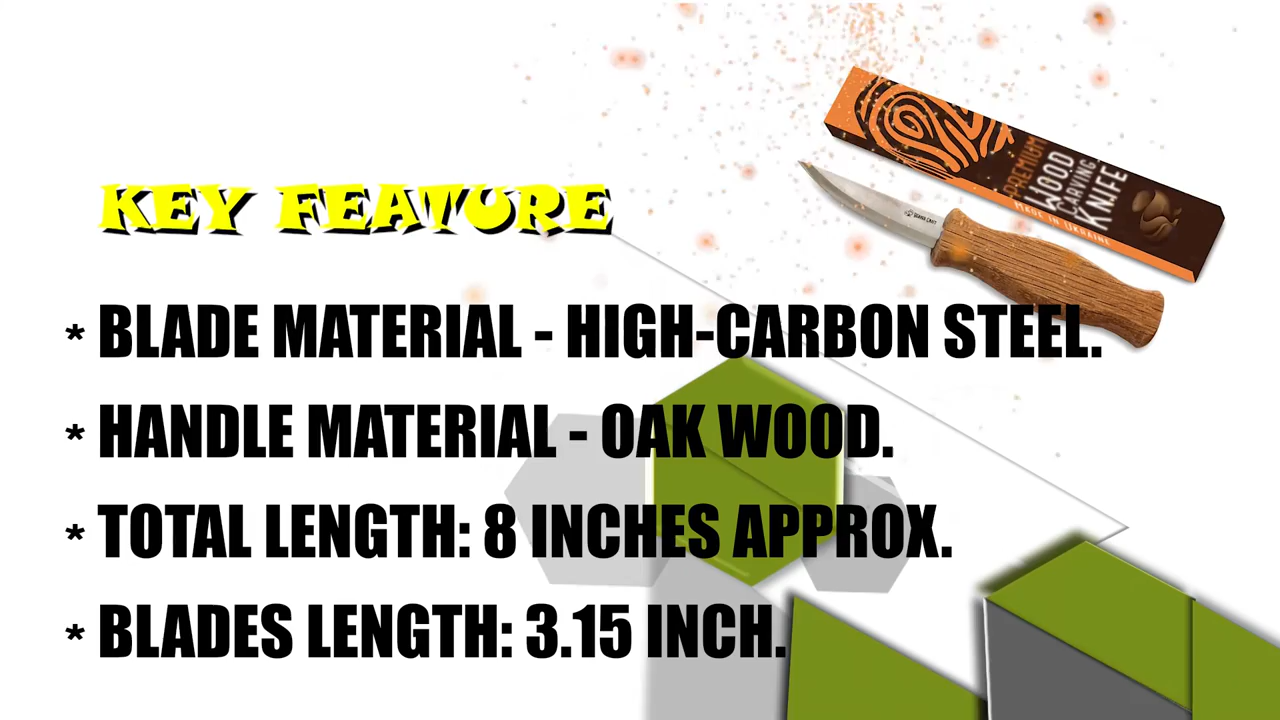 PREMIUM
WOOD
CARVING
KNIFE
MADE IN UKRAINE
KEY FEATURE
* BLADE MATERIAL - HIGH-CARBON STEEL.
* HANDLE MATERIAL - OAK WOOD.
* TOTAL LENGTH: 8 INCHES APPROX.
* BLADES LENGTH: 3.15 INCH.